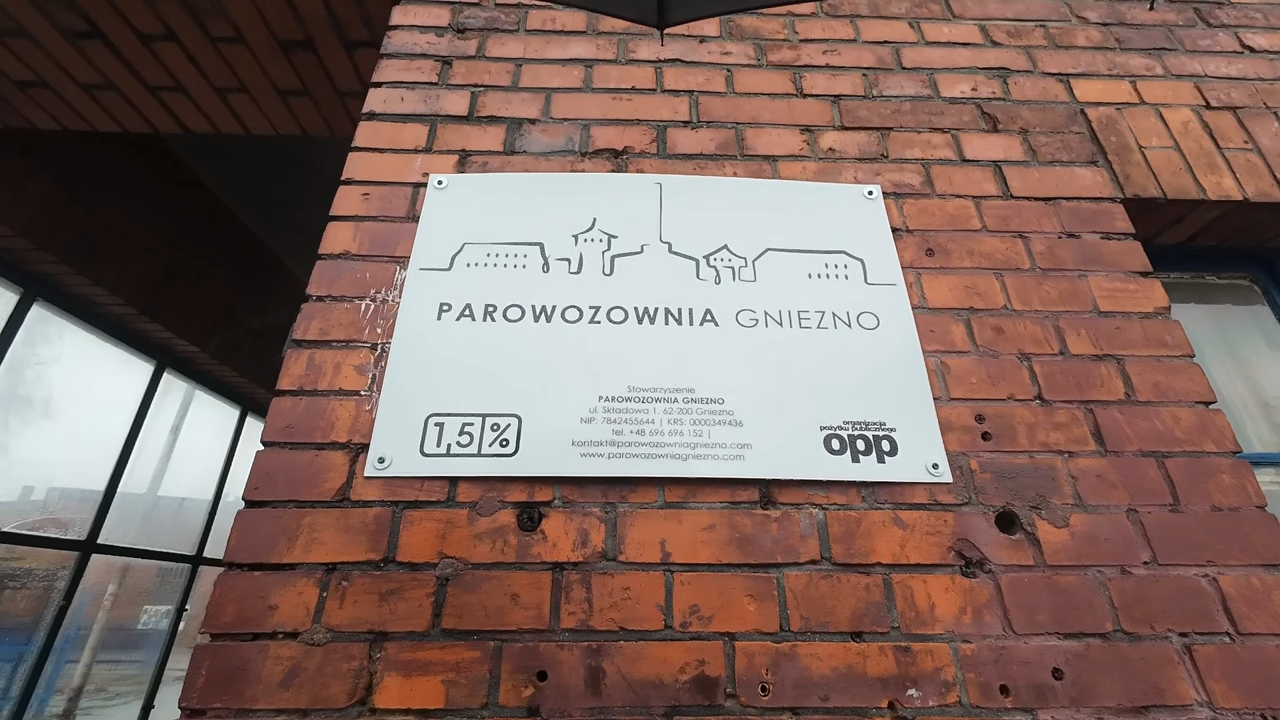 PAROWOZOWNIA GNIEZNO
Stowarzyszenie
PAROWOZOWNIA GNIEZNO
ul. Składowa 1, 62-200 Gniezno
NIP: 7842455644 | KRS: 0000349436
tel. +48 696 696 152 |
kontakt@parowozowniagniezno.com
www.parowozowniagniezno.com
1,5 %
organizacja
pożytku publicznego
opp